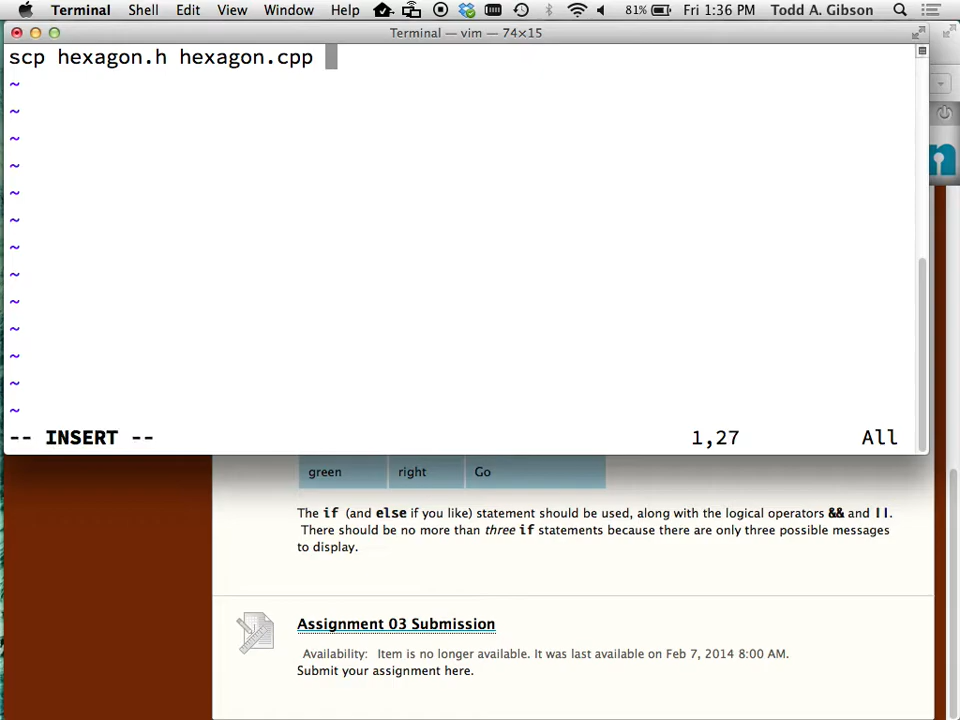 Terminal Shell Edit View Window Help 81% Fri 1:36 PM Todd A. Gibson
Terminal — vim — 74×15
scp hexagon.h hexagon.cpp
~
~
~
~
~
~
~
~
~
~
~
~
~
-- INSERT -- 1,27 All
green right Go
The if (and else if you like) statement should be used, along with the logical operators && and ||.
There should be no more than three if statements because there are only three possible messages
to display.
Assignment 03 Submission
Availability: Item is no longer available. It was last available on Feb 7, 2014 8:00 AM.
Submit your assignment here.